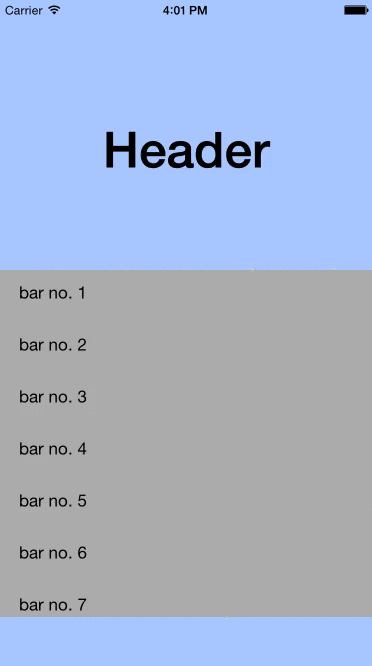 Carrier 4:01 PM
Header
bar no. 1
bar no. 2
bar no. 3
bar no. 4
bar no. 5
bar no. 6
bar no. 7